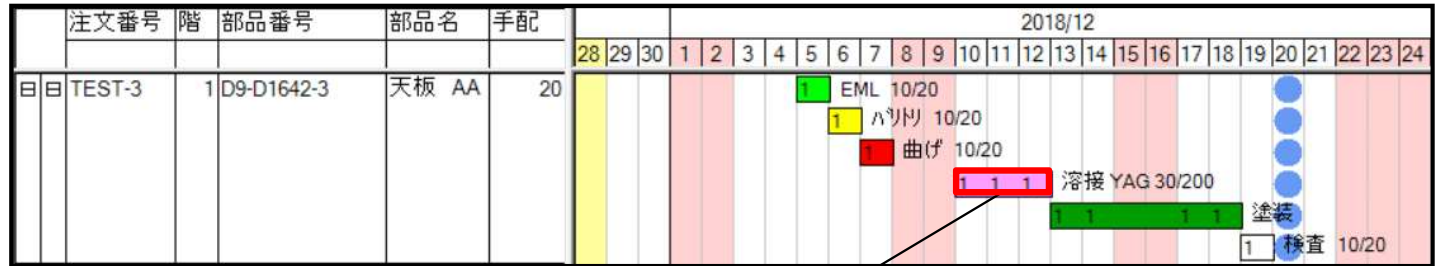 注文番号 階 部品番号 部品名 手配 2018/12
28 29 30 1 2 3 4 5 6 7 8 9 10 11 12 13 14 15 16 17 18 19 20 21 22 23 24
TEST-3 1 D9-D1642-3 天板 AA 20 1 EML 10/20
1 バリトリ 10/20
1 曲げ 10/20
1 1 1 溶接 YAG 30/200
1 1 1 1 塗装
1 検査 10/20